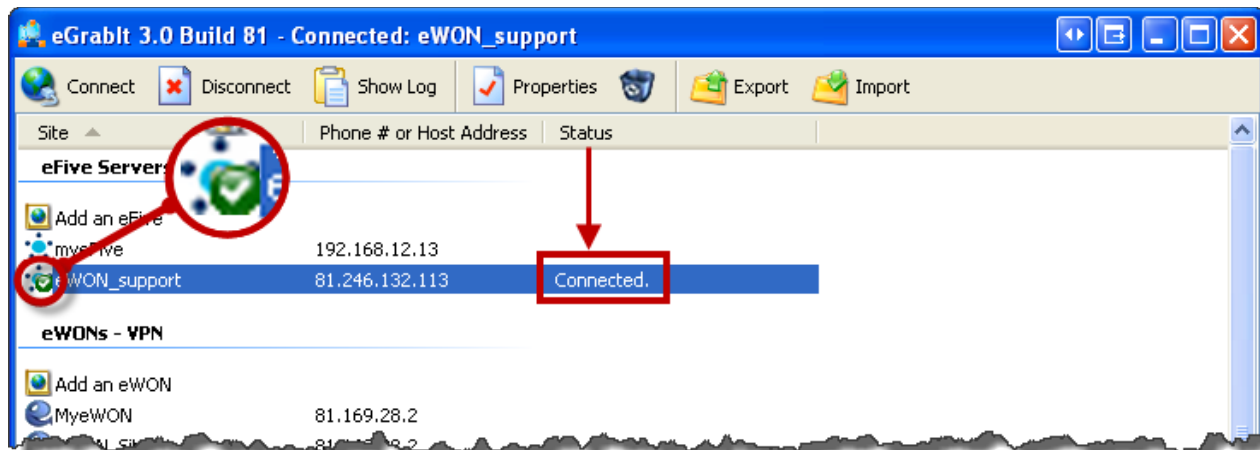 eGrabIt 3.0 Build 81 - Connected: eWON_support
Connect Disconnect Show Log Properties Export Import
Site Phone # or Host Address Status
eFive Servers
Add an eFive
myeFive 192.168.12.13
eWON_support 81.246.132.113 Connected.
eWONs - VPN
Add an eWON
MyeWON 81.169.28.2